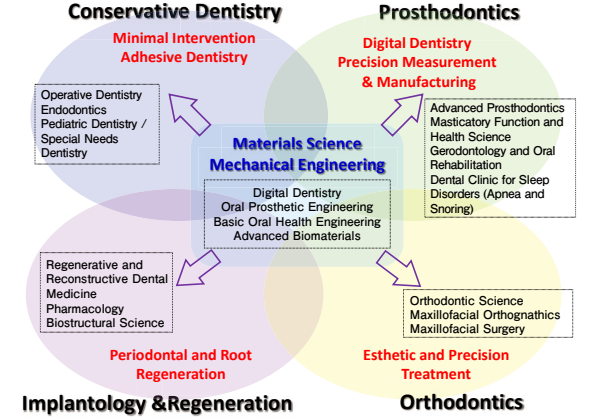 Conservative Dentistry
Prosthodontics
Minimal Intervention
Adhesive Dentistry
Digital Dentistry
Precision Measurement
& Manufacturing
Operative Dentistry
Endodontics
Pediatric Dentistry /
Special Needs
Dentistry
Advanced Prosthodontics
Masticatory Function and
Health Science
Gerodontology and Oral
Rehabilitation
Dental Clinic for Sleep
Disorders (Apnea and
Snoring)
Materials Science
Mechanical Engineering
Digital Dentistry
Oral Prosthetic Engineering
Basic Oral Health Engineering
Advanced Biomaterials
Regenerative and
Reconstructive Dental
Medicine
Pharmacology
Biostructural Science
Orthodontic Science
Maxillofacial Orthognathics
Maxillofacial Surgery
Periodontal and Root
Regeneration
Esthetic and Precision
Treatment
Implantology &Regeneration
Orthodontics